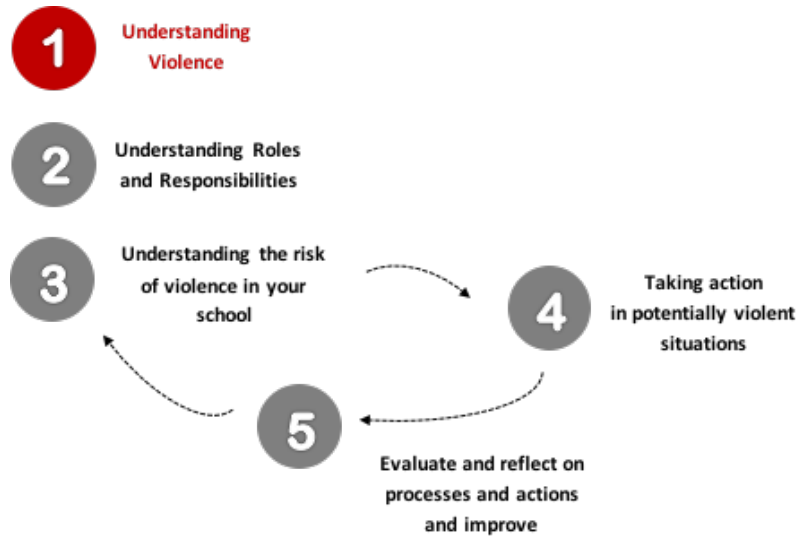 1
Understanding
Violence
2
Understanding Roles
and Responsibilities
3
Understanding the risk
of violence in your
school
4
Taking action
in potentially violent
situations
5
Evaluate and reflect on
processes and actions
and improve